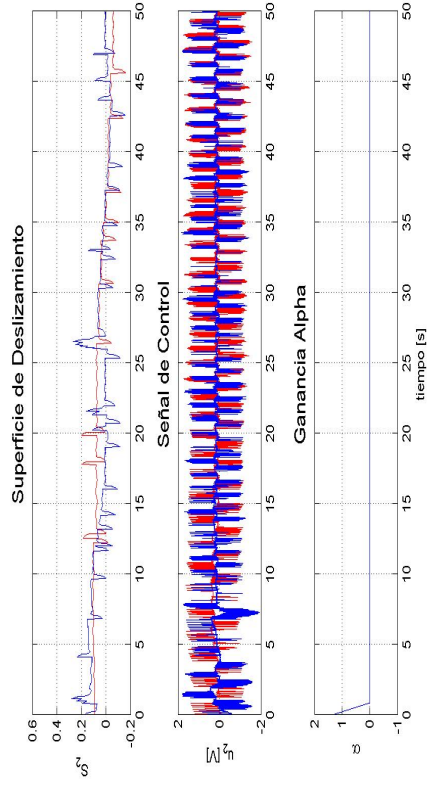 Superficie de Deslizamiento
S2
0.6
0.4
0.2
0
-0.2
0 5 10 15 20 25 30 35 40 45 50
Señal de Control
u2[V]
2
0
-2
0 5 10 15 20 25 30 35 40 45 50
Ganancia Alpha
α
2
1
0
-1
0 5 10 15 20 25 30 35 40 45 50
tiempo [s]